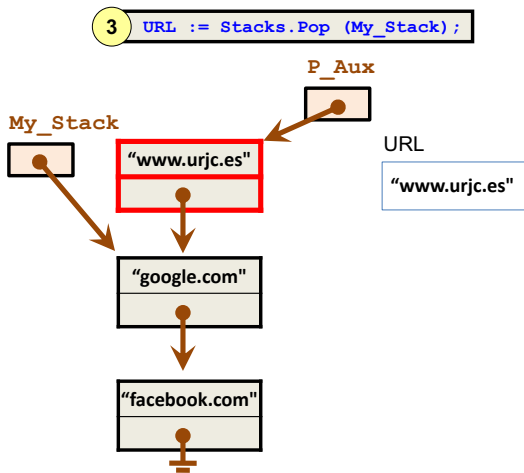 3 URL := Stacks.Pop (My_Stack);
P_Aux
My_Stack
URL
“www.urjc.es"
“www.urjc.es"
“google.com"
“facebook.com"